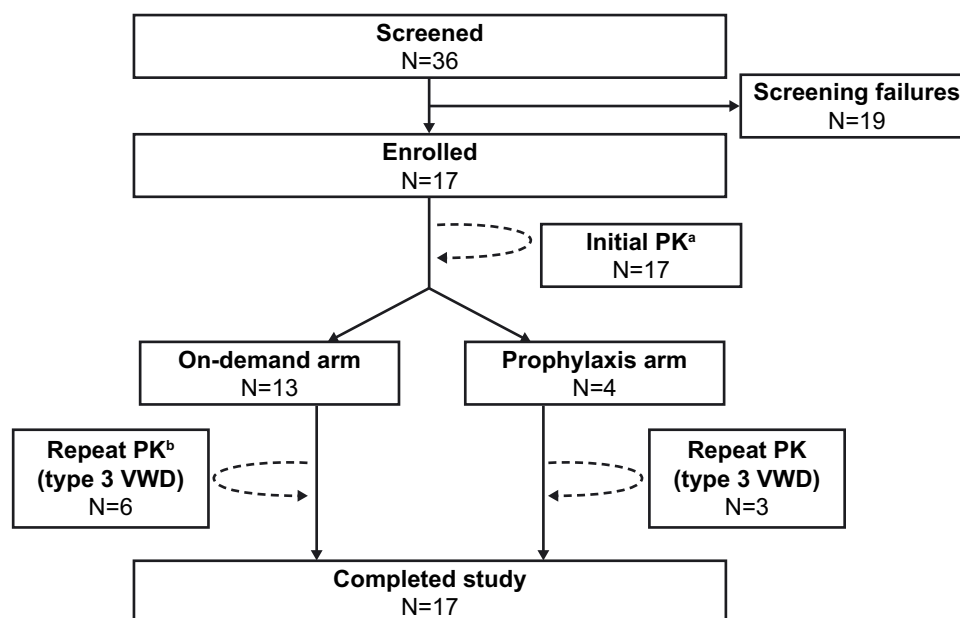 Screened
N=36
Screening failures
N=19
Enrolled
N=17
Initial PKᵃ
N=17
On-demand arm
N=13
Prophylaxis arm
N=4
Repeat PKᵇ
(type 3 VWD)
N=6
Repeat PK
(type 3 VWD)
N=3
Completed study
N=17